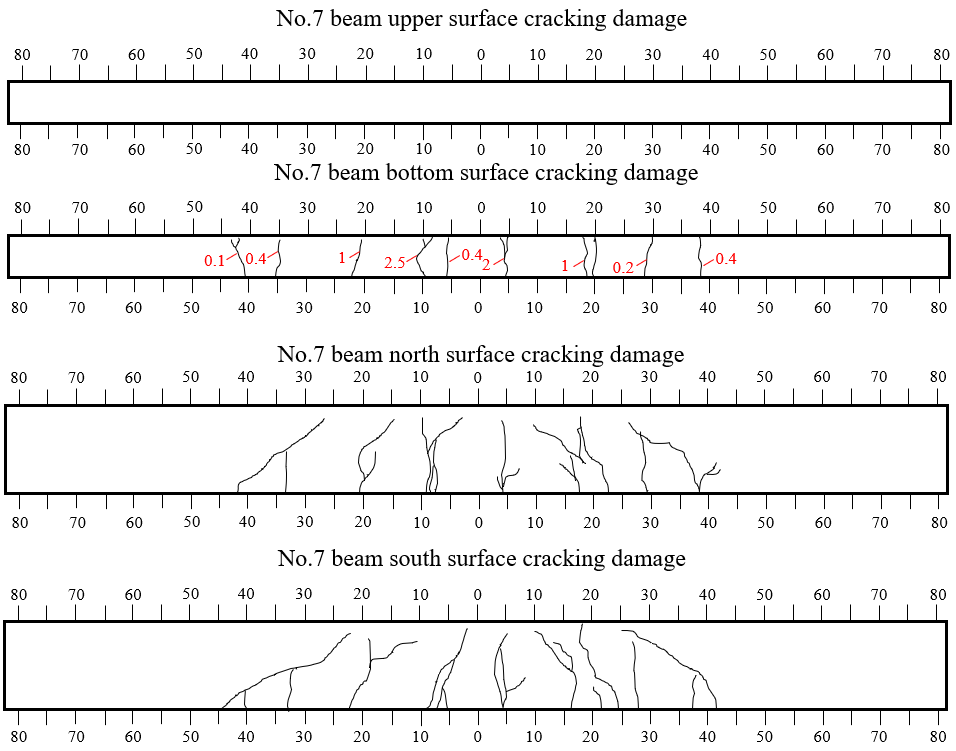 No.7 beam upper surface cracking damage
80 70 60 50 40 30 20 10 0 10 20 30 40 50 60 70 80
80 70 60 50 40 30 20 10 0 10 20 30 40 50 60 70 80
No.7 beam bottom surface cracking damage
80 70 60 50 40 30 20 10 0 10 20 30 40 50 60 70 80
0.1 0.4 1 2.5 0.4 2 1 0.2 0.4
80 70 60 50 40 30 20 10 0 10 20 30 40 50 60 70 80
No.7 beam north surface cracking damage
80 70 60 50 40 30 20 10 0 10 20 30 40 50 60 70 80
80 70 60 50 40 30 20 10 0 10 20 30 40 50 60 70 80
No.7 beam south surface cracking damage
80 70 60 50 40 30 20 10 0 10 20 30 40 50 60 70 80
80 70 60 50 40 30 20 10 0 10 20 30 40 50 60 70 80